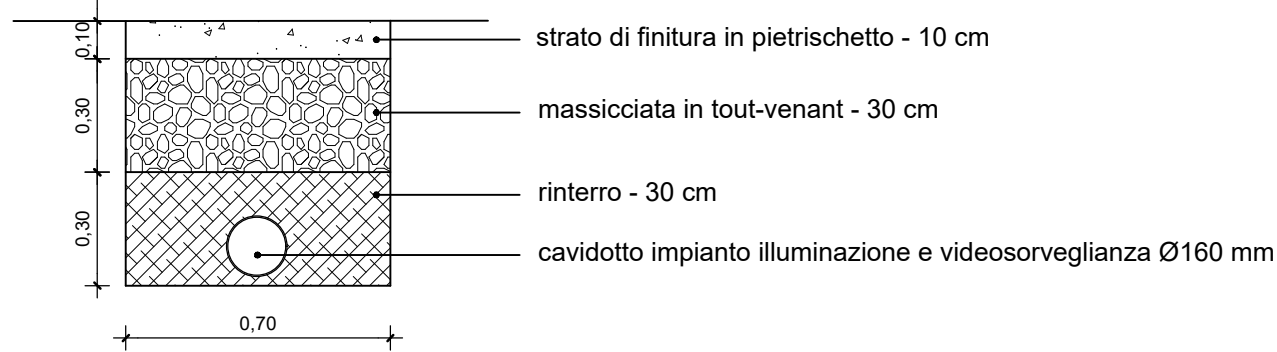 0,10
strato di finitura in pietrischetto - 10 cm
0,30
massicciata in tout-venant - 30 cm
0,30
rinterro - 30 cm
cavidotto impianto illuminazione e videosorveglianza Ø160 mm
0,70